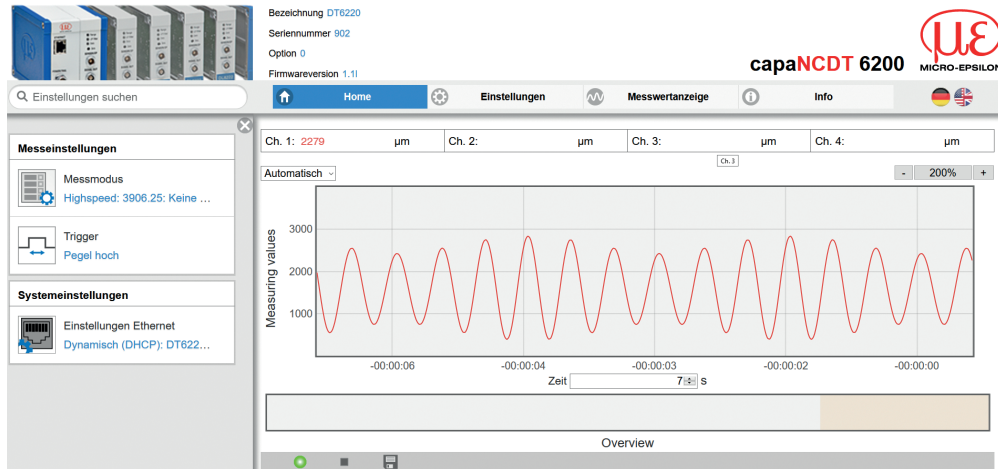 Bezeichnung DT6220
Seriennummer 902
Option 0
Firmwareversion 1.1l
capaNCDT 6200
µε
MICRO-EPSILON
Einstellungen suchen
Home
Einstellungen
Messwertanzeige
Info
Messeinstellungen
Messmodus
Highspeed: 3906.25: Keine ...
Trigger
Pegel hoch
Systemeinstellungen
Einstellungen Ethernet
Dynamisch (DHCP): DT622...
Ch. 1: 2279 µm Ch. 2: µm Ch. 3: µm Ch. 4: µm
Ch. 3
Automatisch
- 200% +
Measuring values
3000
2000
1000
-00:00:06 -00:00:04 -00:00:03 -00:00:02 -00:00:00
Zeit 7 s
Overview